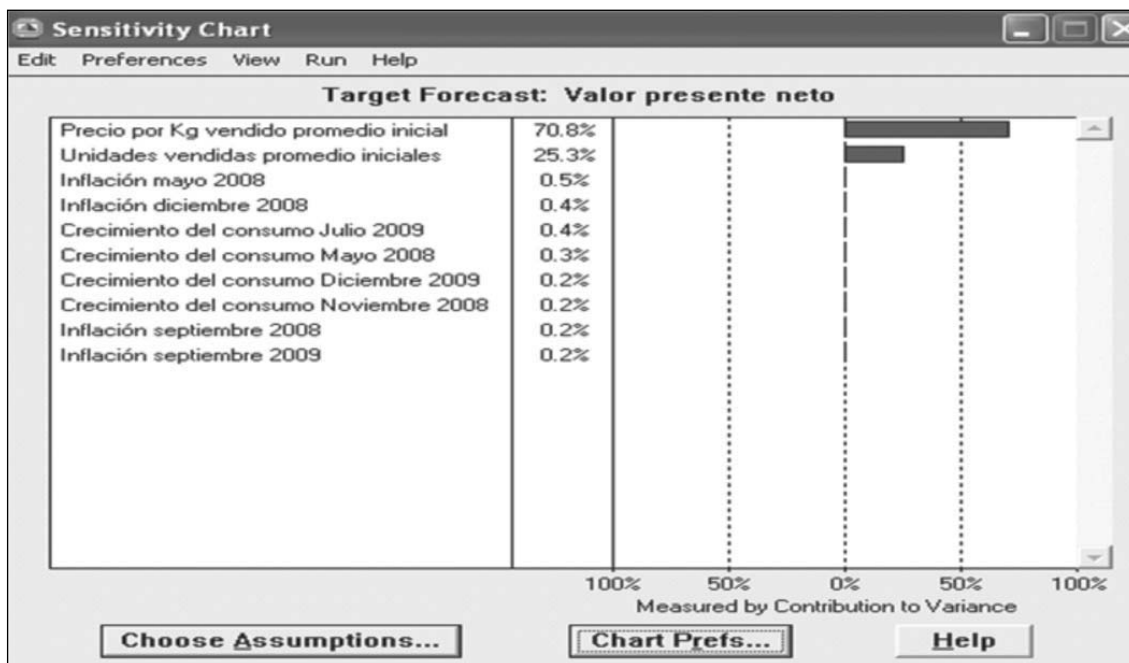 Sensitivity Chart
Edit Preferences View Run Help
Target Forecast: Valor presente neto
Precio por Kg vendido promedio inicial 70.8%
Unidades vendidas promedio iniciales 25.3%
Inflación mayo 2008 0.5%
Inflación diciembre 2008 0.4%
Crecimiento del consumo Julio 2009 0.4%
Crecimiento del consumo Mayo 2008 0.3%
Crecimiento del consumo Diciembre 2009 0.2%
Crecimiento del consumo Noviembre 2008 0.2%
Inflación septiembre 2008 0.2%
Inflación septiembre 2009 0.2%
100% 50% 0% 50% 100%
Measured by Contribution to Variance
Choose Assumptions... Chart Prefs... Help